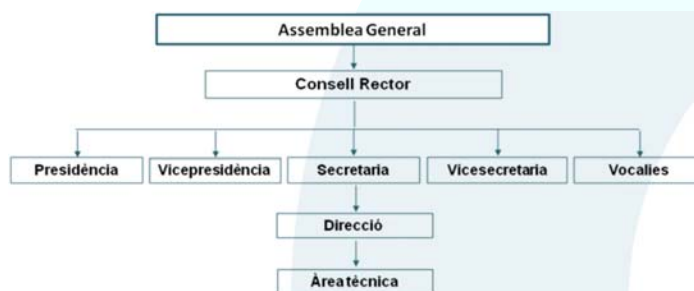 Assemblea General
Consell Rector
Presidència
Vicepresidència
Secretaria
Vicesecretaria
Vocalies
Direcció
Àrea tècnica